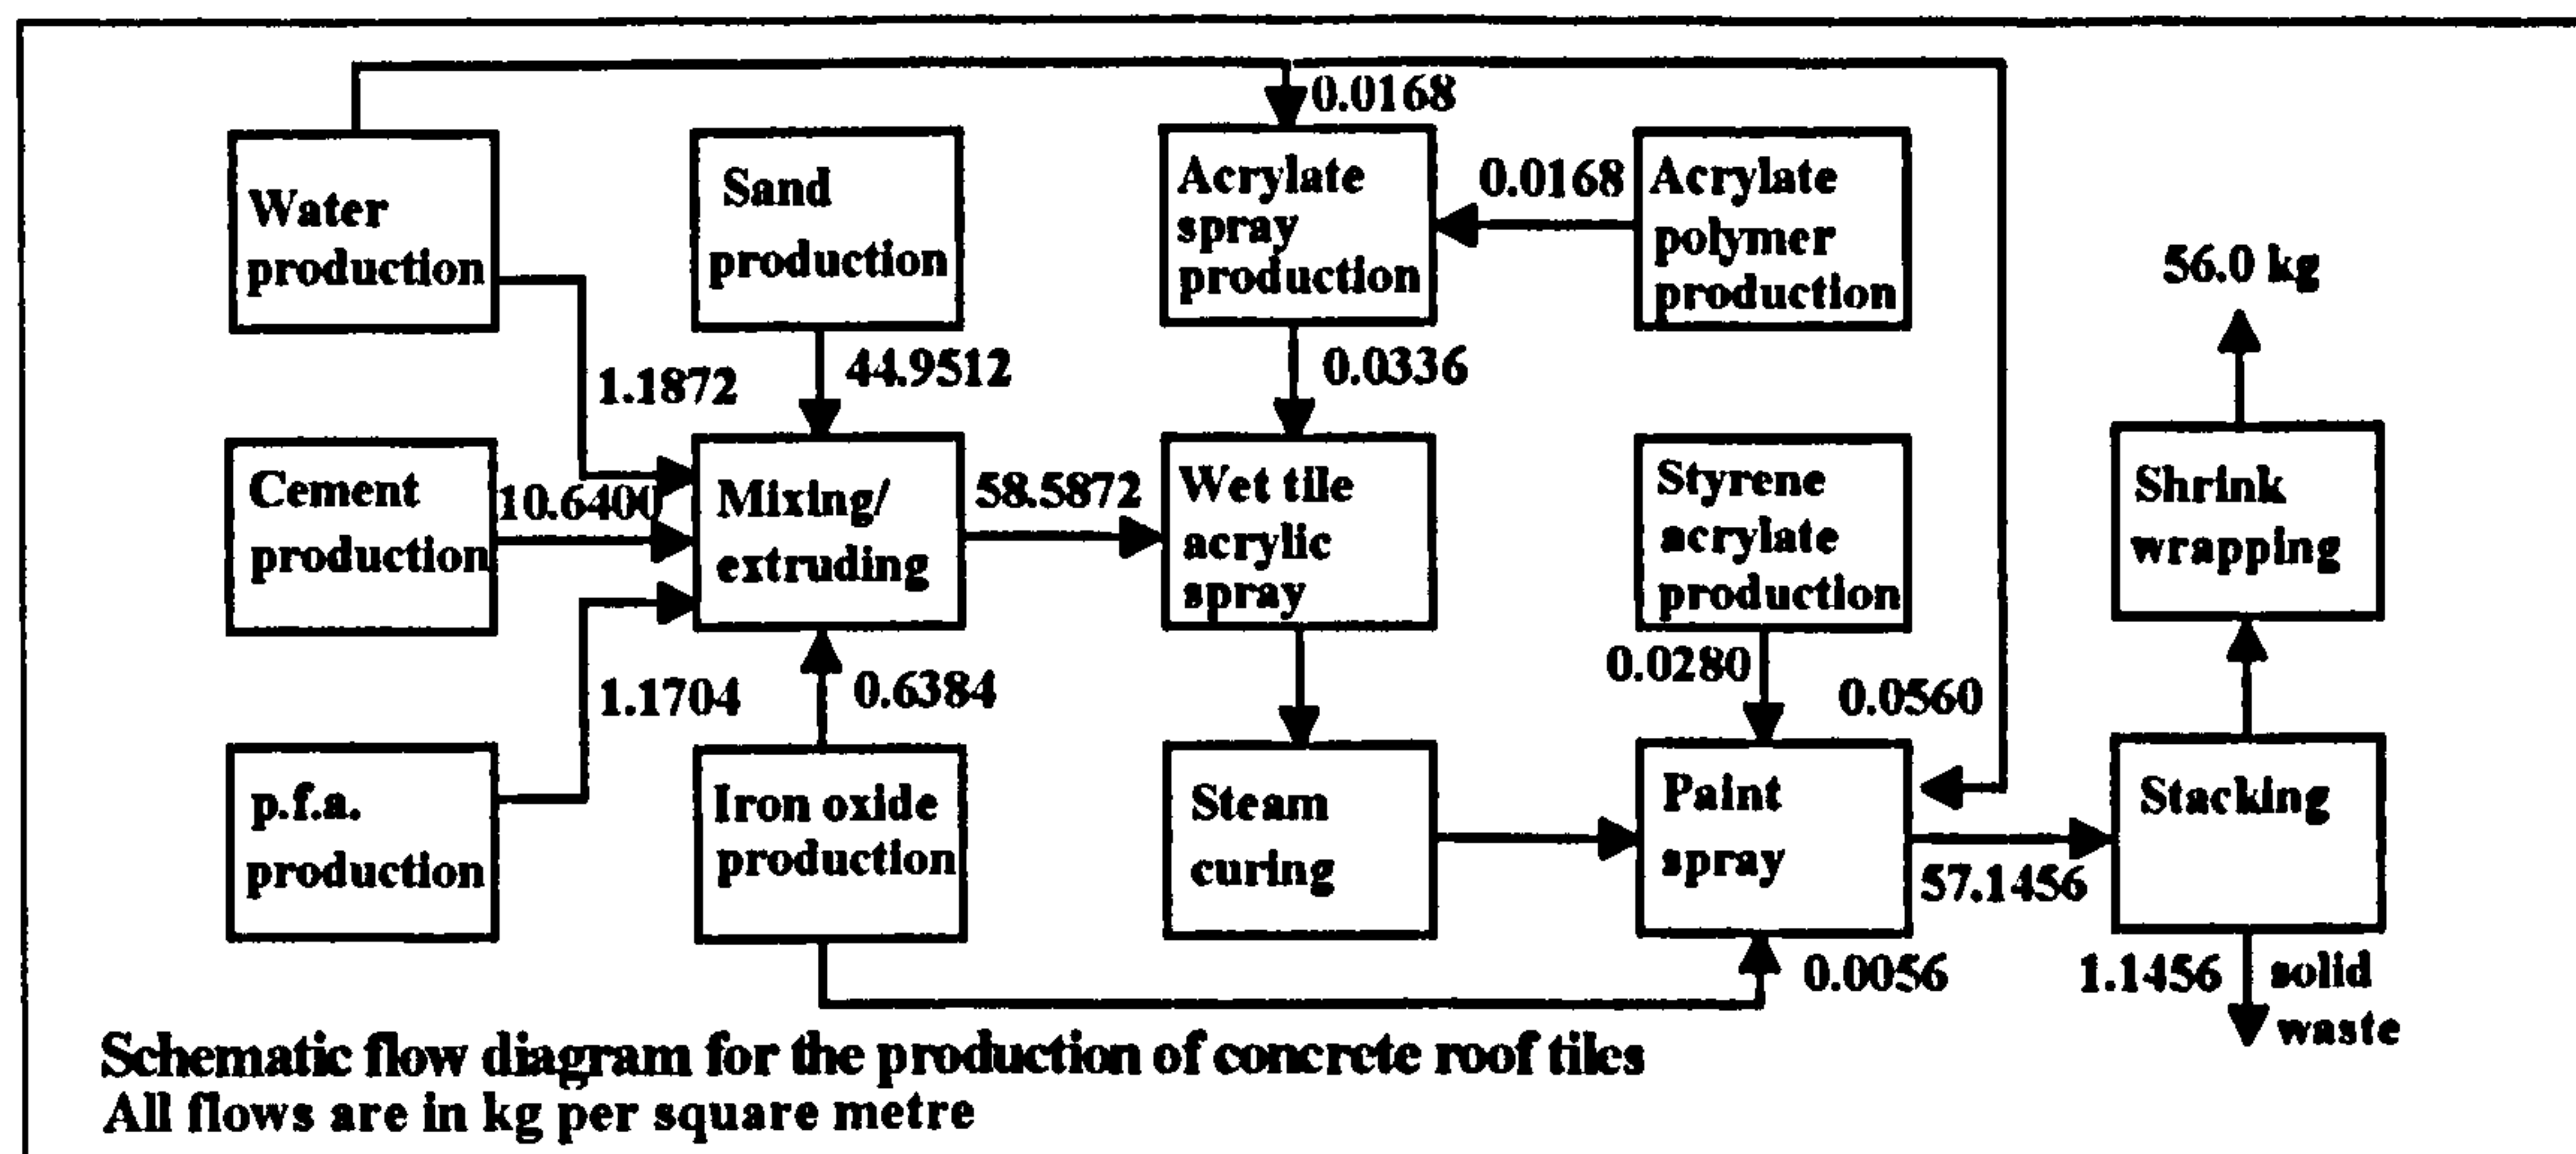 0.0168
Water
production
Sand
production
Acrylate
spray
production
0.0168
Acrylate
polymer
production
56.0 kg
1.1872
44.9512
0.0336
Cement
production
10.6400
Mixing/
extruding
58.5872
Wet tile
acrylic
spray
Styrene
acrylate
production
Shrink
wrapping
1.1704
0.6384
0.0280
0.0560
p.f.a.
production
Iron oxide
production
Steam
curing
Paint
spray
57.1456
Stacking
0.0056
1.1456
solid
waste
Schematic flow diagram for the production of concrete roof tiles
All flows are in kg per square metre